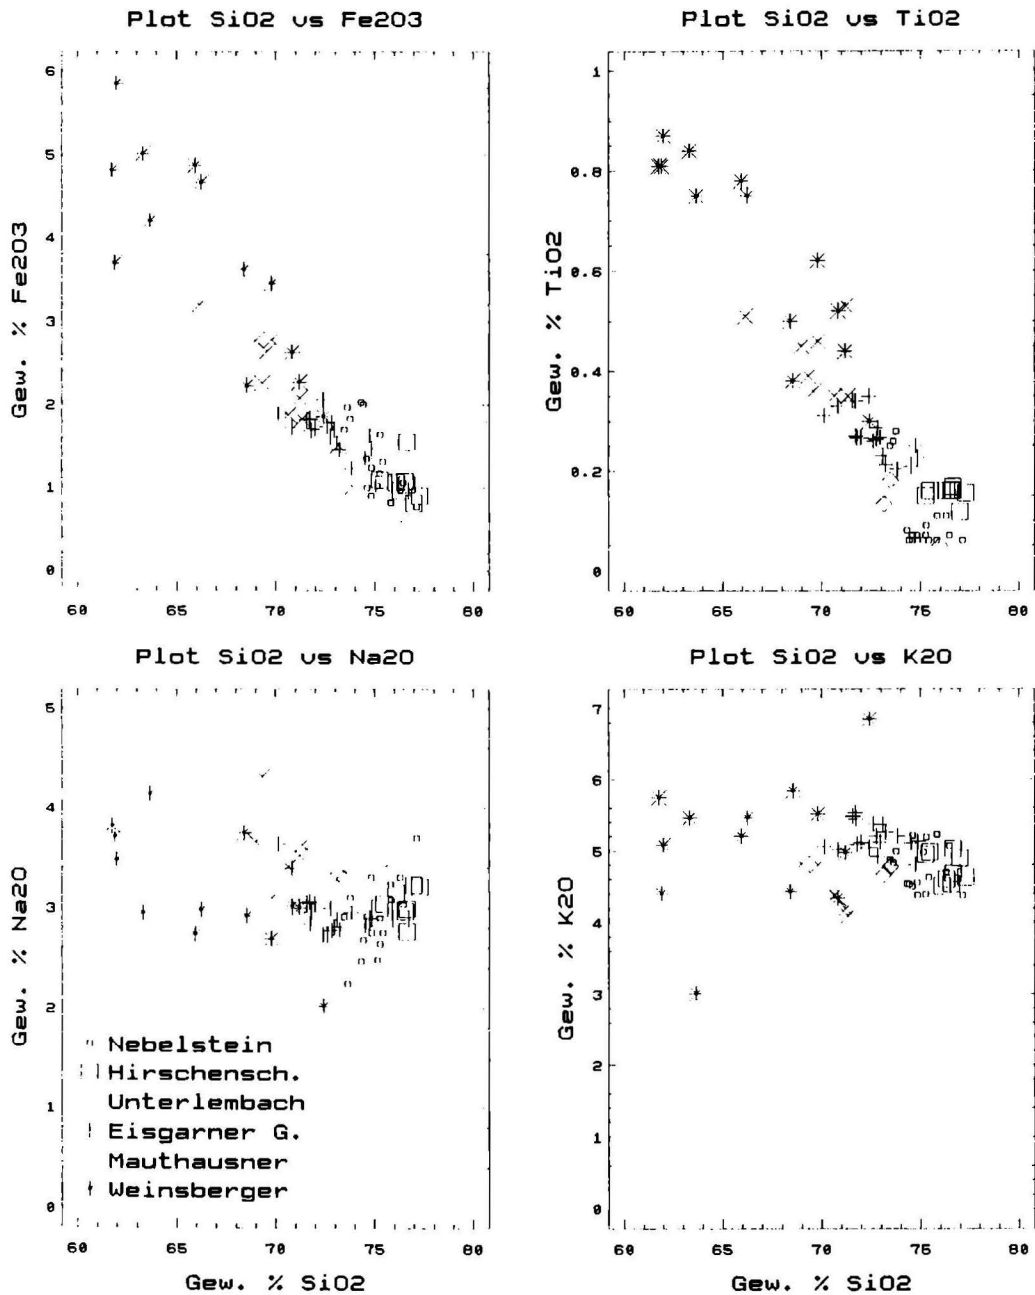 Plot SiO2 vs Fe2O3
Plot SiO2 vs TiO2
Gew. % Fe2O3
6
5
4
3
2
1
0
60 65 70 75 80
Gew. % TiO2
1
0.8
0.6
0.4
0.2
0
60 65 70 75 80
Plot SiO2 vs Na2O
Plot SiO2 vs K2O
Gew. % Na2O
5
4
3
2
1
0
Nebelstein
Hirschensch.
Unterlembach
Eisgarner G.
Mauthausner
Weinsberger
60 65 70 75 80
Gew. % SiO2
Gew. % K2O
7
6
5
4
3
2
1
0
60 65 70 75 80
Gew. % SiO2